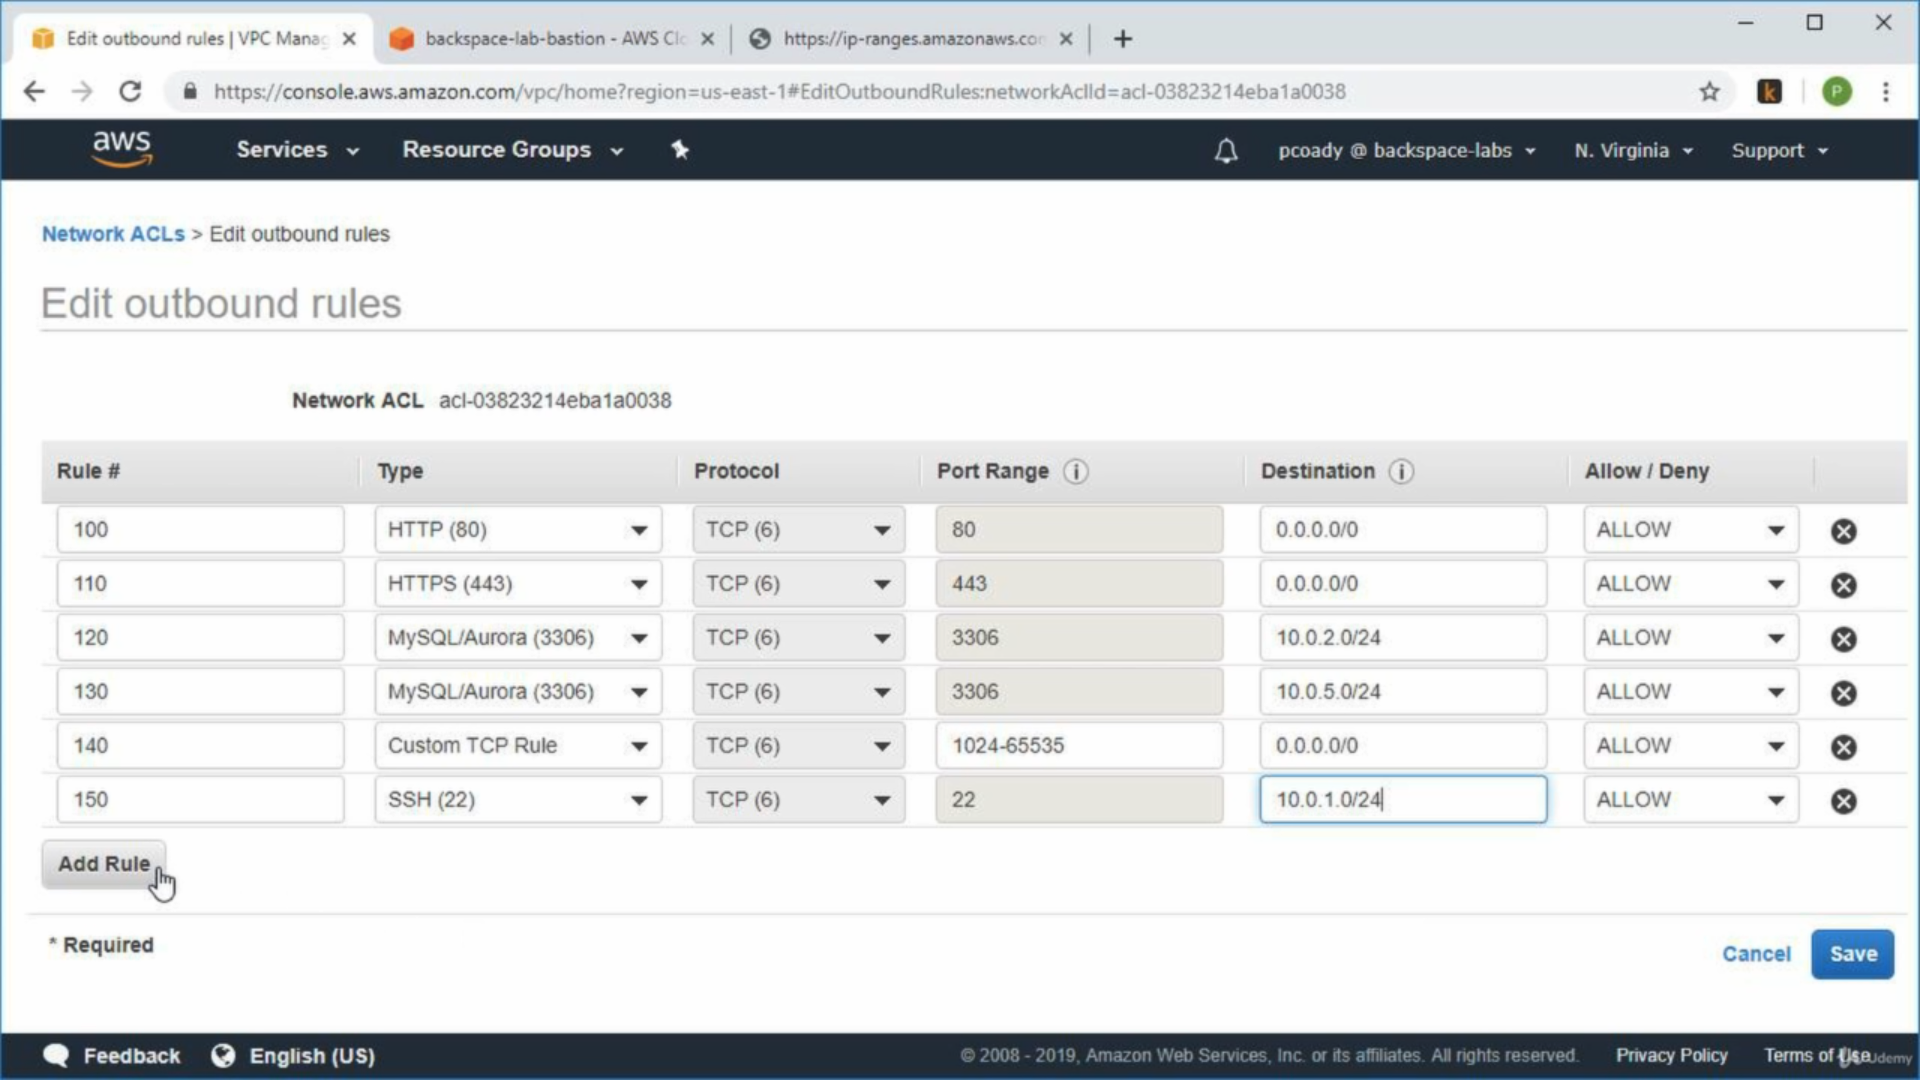 Edit outbound rules | VPC Manag
backspace-lab-bastion - AWS Clo
https://ip-ranges.amazonaws.com
https://console.aws.amazon.com/vpc/home?region=us-east-1#EditOutboundRules:networkAclId=acl-03823214eba1a0038
k
P
aws
Services
Resource Groups
pcoady @ backspace-labs
N. Virginia
Support
Network ACLs > Edit outbound rules
Edit outbound rules
Network ACL acl-03823214eba1a0038
Rule # Type Protocol Port Range i Destination i Allow / Deny
100 HTTP (80) TCP (6) 80 0.0.0.0/0 ALLOW
110 HTTPS (443) TCP (6) 443 0.0.0.0/0 ALLOW
120 MySQL/Aurora (3306) TCP (6) 3306 10.0.2.0/24 ALLOW
130 MySQL/Aurora (3306) TCP (6) 3306 10.0.5.0/24 ALLOW
140 Custom TCP Rule TCP (6) 1024-65535 0.0.0.0/0 ALLOW
150 SSH (22) TCP (6) 22 10.0.1.0/24 ALLOW
Add Rule
* Required
Cancel
Save
Feedback
English (US)
© 2008 - 2019, Amazon Web Services, Inc. or its affiliates. All rights reserved.
Privacy Policy
Terms of Use
Udemy